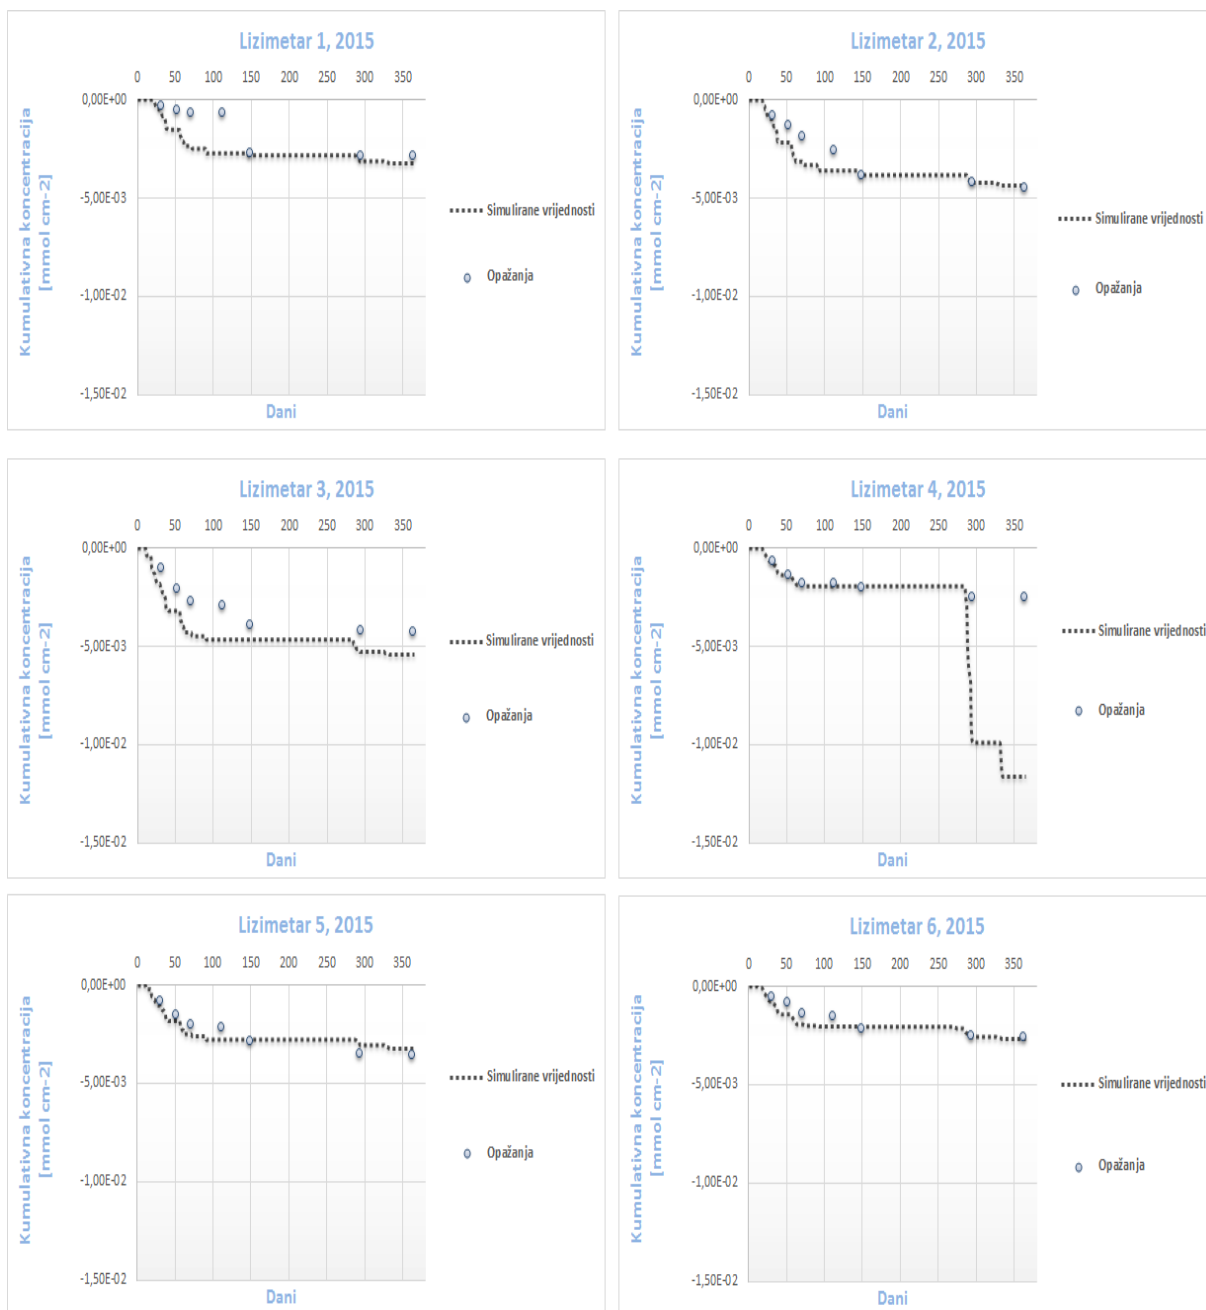 Lizimetar 1, 2015
0 50 100 150 200 250 300 350
0,00E+00
-5,00E-03
-1,00E-02
-1,50E-02
Kumulativna koncentracija
[mmol cm-2]
Dani
Simulirane vrijednosti
Opažanja
Lizimetar 2, 2015
0 50 100 150 200 250 300 350
0,00E+00
-5,00E-03
-1,00E-02
-1,50E-02
Kumulativna koncentracija
[mmol cm-2]
Dani
Simulirane vrijednosti
Opažanja
Lizimetar 3, 2015
0 50 100 150 200 250 300 350
0,00E+00
-5,00E-03
-1,00E-02
-1,50E-02
Kumulativna koncentracija
[mmol cm-2]
Dani
Simulirane vrijednosti
Opažanja
Lizimetar 4, 2015
0 50 100 150 200 250 300 350
0,00E+00
-5,00E-03
-1,00E-02
-1,50E-02
Kumulativna koncentracija
[mmol cm-2]
Dani
Simulirane vrijednosti
Opažanja
Lizimetar 5, 2015
0 50 100 150 200 250 300 350
0,00E+00
-5,00E-03
-1,00E-02
-1,50E-02
Kumulativna koncentracija
[mmol cm-2]
Dani
Simulirane vrijednosti
Opažanja
Lizimetar 6, 2015
0 50 100 150 200 250 300 350
0,00E+00
-5,00E-03
-1,00E-02
-1,50E-02
Kumulativna koncentracija
[mmol cm-2]
Dani
Simulirane vrijednosti
Opažanja